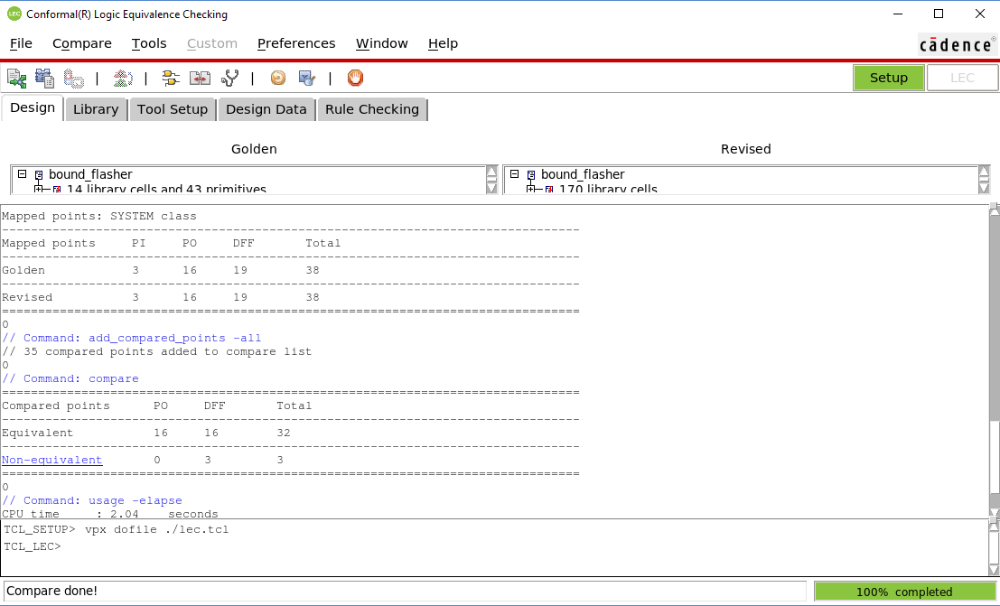 LEC Conformal(R) Logic Equivalence Checking
File Compare Tools Custom Preferences Window Help
cādence®
Setup LEC
Design Library Tool Setup Design Data Rule Checking
Golden Revised
bound_flasher bound_flasher
14 library cells and 43 primitives 170 library cells
Mapped points: SYSTEM class
--------------------------------------------------------------------------------
Mapped points PI PO DFF Total
--------------------------------------------------------------------------------
Golden 3 16 19 38
--------------------------------------------------------------------------------
Revised 3 16 19 38
================================================================================
0
// Command: add_compared_points -all
// 35 compared points added to compare list
0
// Command: compare
================================================================================
Compared points PO DFF Total
--------------------------------------------------------------------------------
Equivalent 16 16 32
--------------------------------------------------------------------------------
Non-equivalent 0 3 3
================================================================================
0
// Command: usage -elapse
CPU time : 2.04 seconds
TCL_SETUP> vpx dofile ./lec.tcl
TCL_LEC>
Compare done! 100% completed